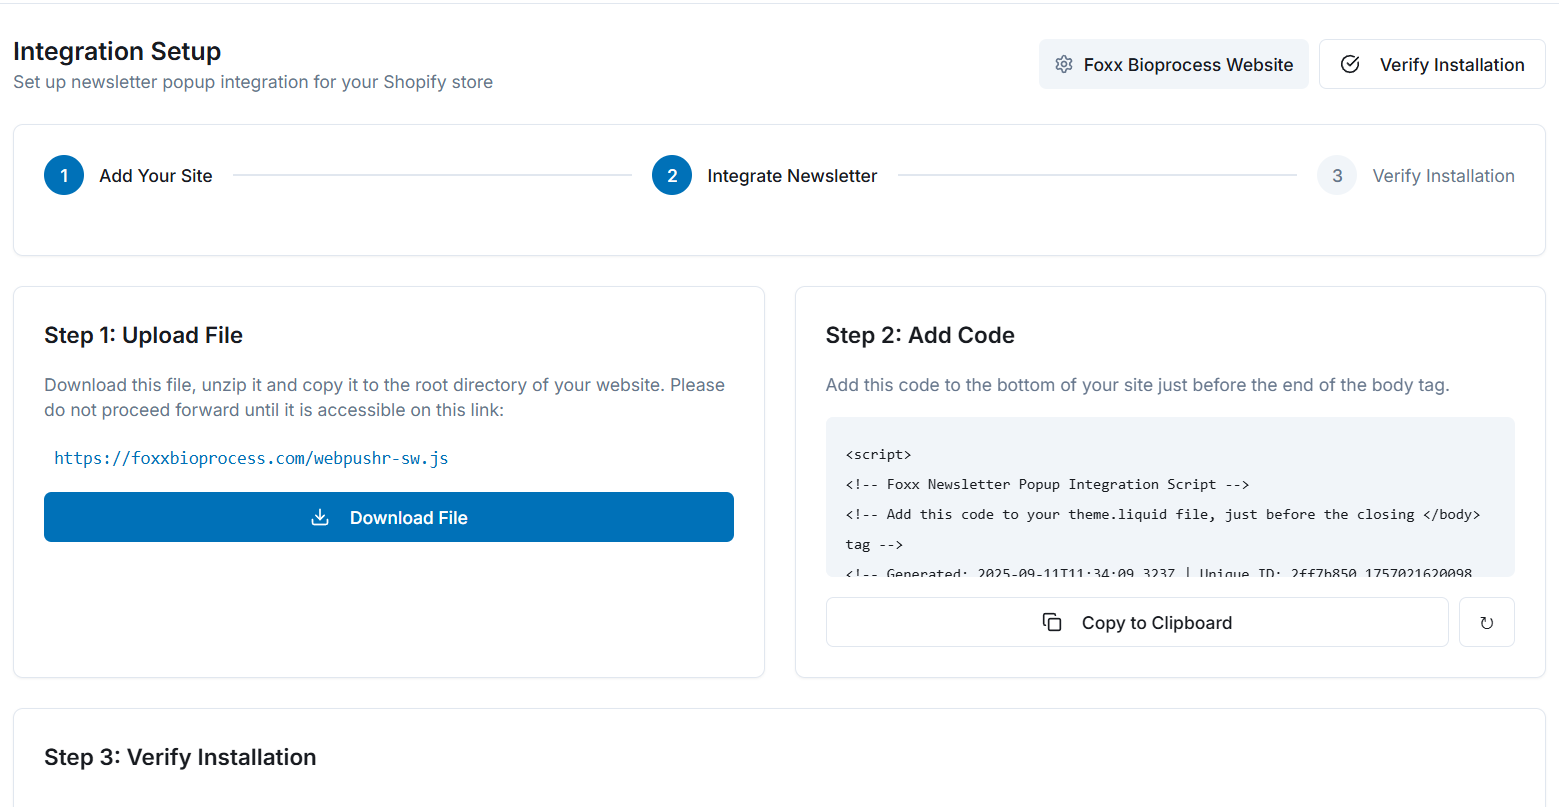 Integration Setup
Set up newsletter popup integration for your Shopify store
Foxx Bioprocess Website
Verify Installation
1 Add Your Site
2 Integrate Newsletter
3 Verify Installation
Step 1: Upload File
Download this file, unzip it and copy it to the root directory of your website. Please
do not proceed forward until it is accessible on this link:
https://foxxbioprocess.com/webpushr-sw.js
Download File
Step 2: Add Code
Add this code to the bottom of your site just before the end of the body tag.
<script>
<!-- Foxx Newsletter Popup Integration Script -->
<!-- Add this code to your theme.liquid file, just before the closing </body>
tag -->
<!-- Generated: 2025-09-11T11:34:09.323Z | Unique ID: 2ff7b850_1757021620098
Copy to Clipboard
Step 3: Verify Installation